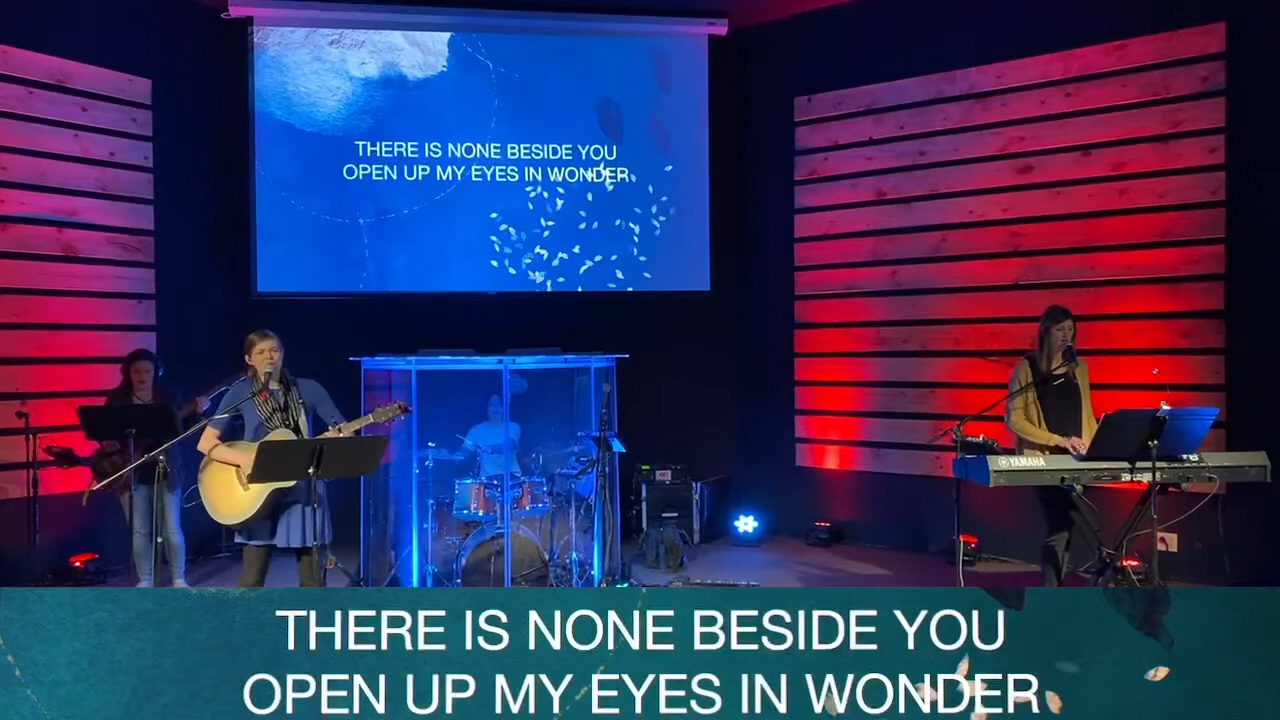 THERE IS NONE BESIDE YOU
OPEN UP MY EYES IN WONDER
YAMAHA
THERE IS NONE BESIDE YOU
OPEN UP MY EYES IN WONDER